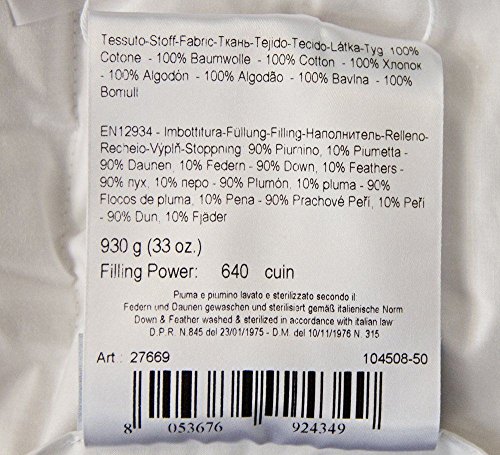 Tessuto-Stoff-Fabric-Ткань-Tejido-Tecido-Látka-Tyg 100%
Cotone - 100% Baumwolle - 100% Cotton - 100% Хлопок
- 100% Algodón - 100% Algodão - 100% Bavlna - 100%
Bomull
EN12934 - Imbottitura-Füllung-Filling-Наполнитель-Relleno-
Recheio-Výplň-Stoppning 90% Piumino, 10% Piumetta -
90% Daunen, 10% Federn - 90% Down, 10% Feathers -
90% пух, 10% перо - 90% Plumón, 10% pluma - 90%
Flocos de pluma, 10% Pena - 90% Prachové Peří, 10% Peří
- 90% Dun, 10% Fjäder
930 g (33 oz.)
Filling Power: 640 cuin
Piuma e piumino lavato e sterilizzato secondo il
Federn und Daunen gewaschen und sterilisiert gemäß italienische Norm
Down & Feather washed & sterilized in accordance with italian law
D.P.R. N.845 del 23/01/1975 - D.M. del 10/11/1976 N. 315
Art : 27669 104508-50
8 053676 924349